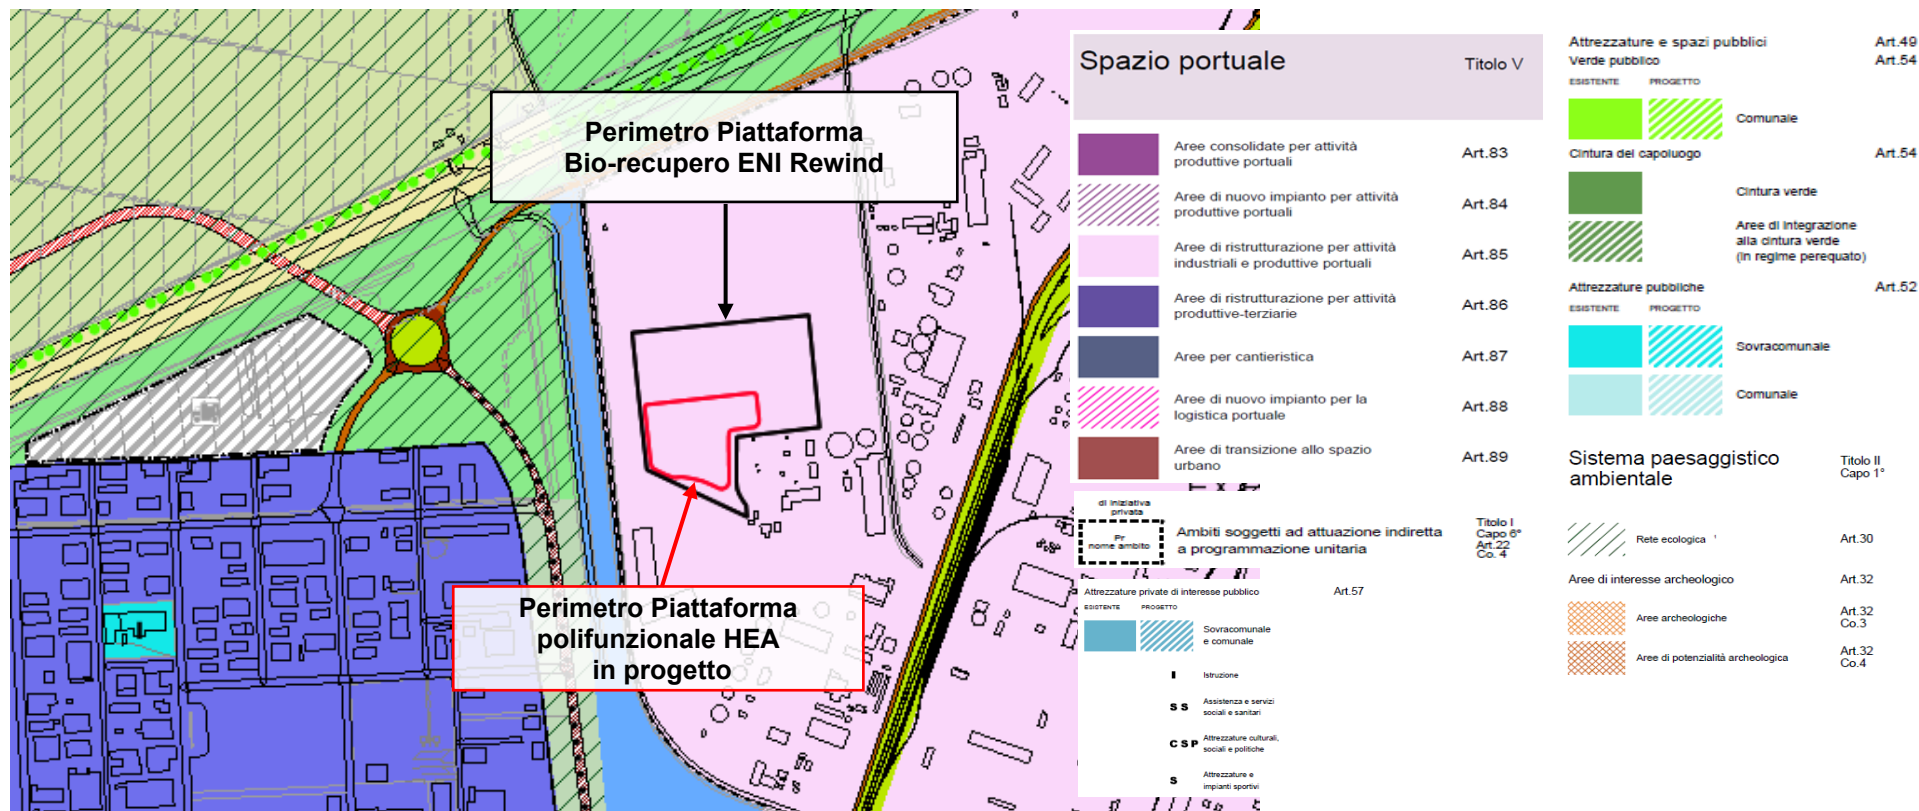 Perimetro Piattaforma
Bio-recupero ENI Rewind
Perimetro Piattaforma
polifunzionale HEA
in progetto
Spazio portuale Titolo V
Aree consolidate per attività
produttive portuali Art.83
Aree di nuovo impianto per attività
produttive portuali Art.84
Aree di ristrutturazione per attività
industriali e produttive portuali Art.85
Aree di ristrutturazione per attività
produttive-terziarie Art.86
Aree per cantieristica Art.87
Aree di nuovo impianto per la
logistica portuale Art.88
Aree di transizione allo spazio
urbano Art.89
di iniziativa
privata
Pr
nome ambito
Ambiti soggetti ad attuazione indiretta
a programmazione unitaria
Titolo I
Capo 6°
Art.22
Co. 4
Attrezzature private di interesse pubblico Art.57
ESISTENTE PROGETTO
Sovracomunale
e comunale
I Istruzione
S S Assistenza e servizi
sociali e sanitari
C S P Attrezzature culturali,
sociali e politiche
S Attrezzature e
impianti sportivi
Attrezzature e spazi pubblici Art.49
Verde pubblico Art.54
ESISTENTE PROGETTO
Comunale
Cintura del capoluogo Art.54
Cintura verde
Aree di integrazione
alla cintura verde
(in regime perequato)
Attrezzature pubbliche Art.52
ESISTENTE PROGETTO
Sovracomunale
Comunale
Sistema paesaggistico
ambientale
Titolo II
Capo 1°
Rete ecologica Art.30
Aree di interesse archeologico Art.32
Aree archeologiche Art.32
Co.3
Aree di potenzialità archeologica Art.32
Co.4